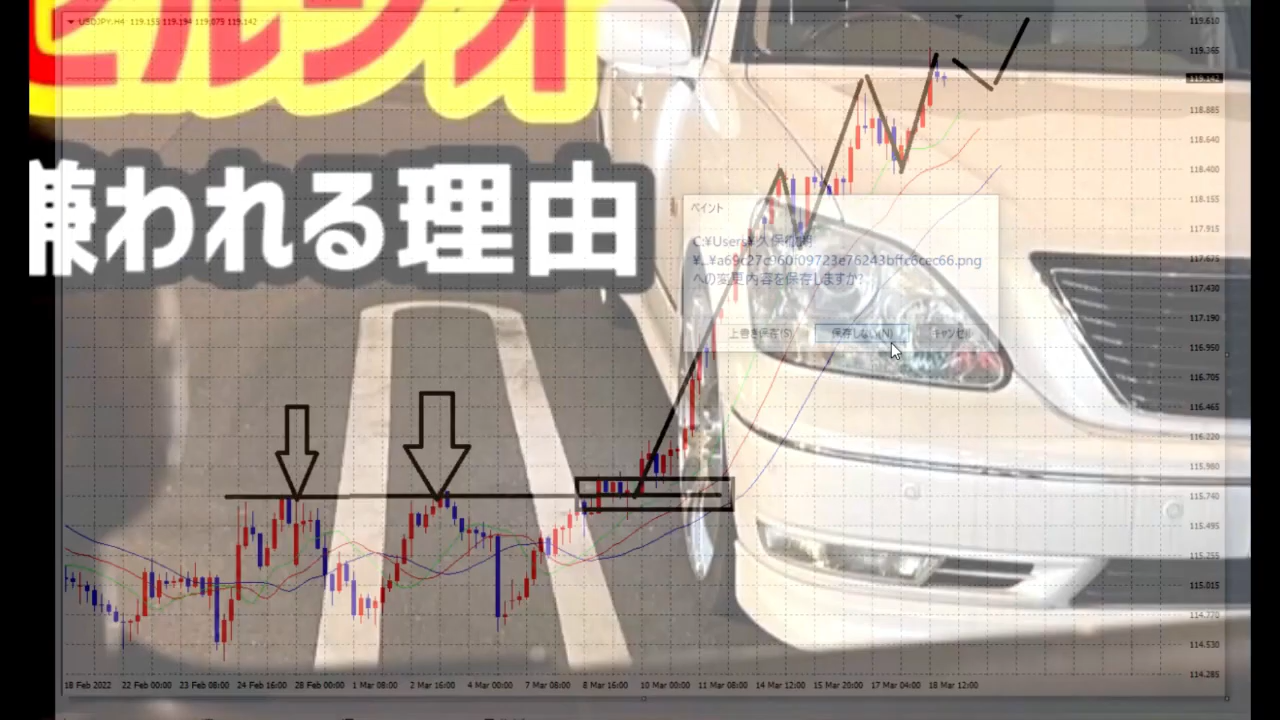 セルシオ
嫌われる理由
USDJPY,H4 119.155 119.194 119.075 119.142
119.610
119.365
119.142
118.885
118.640
118.400
118.155
117.915
117.675
117.430
117.190
116.950
116.705
116.465
116.220
115.980
115.740
115.495
115.255
115.015
114.770
114.530
114.285
ペイント
¥...¥a69c27c960f09723e76243bffc6cec66.png
への変更内容を保存しますか?
上書き保存(S) 保存しない(N) キャンセル
18 Feb 2022 22 Feb 00:00 23 Feb 08:00 24 Feb 16:00 28 Feb 00:00 1 Mar 08:00 2 Mar 16:00 4 Mar 00:00 7 Mar 08:00 8 Mar 16:00 10 Mar 00:00 11 Mar 08:00 14 Mar 12:00 15 Mar 20:00 17 Mar 04:00 18 Mar 12:00